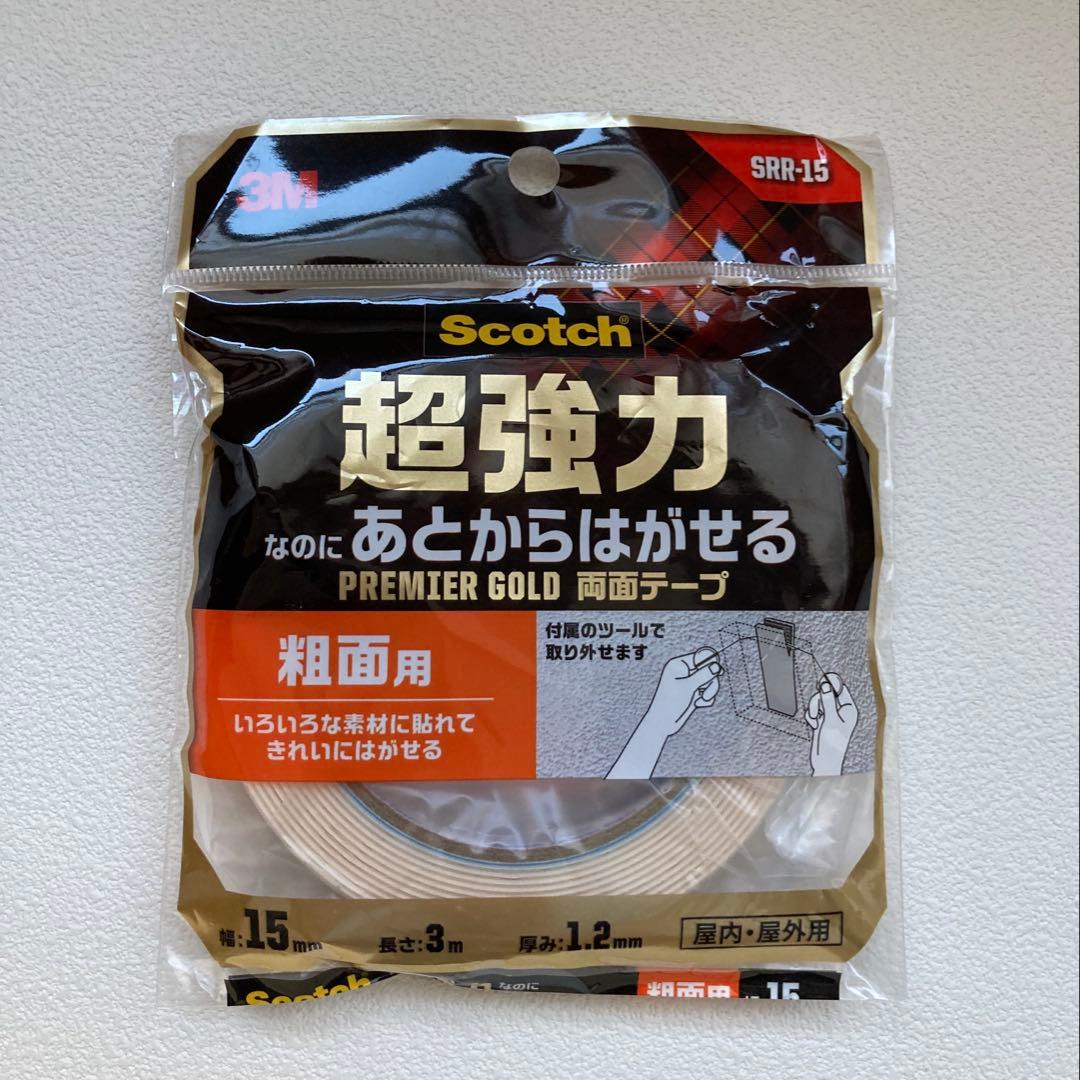 3M
SRR-15
Scotch®
超強力
なのに あとからはがせる
PREMIER GOLD 両面テープ
粗面用
いろいろな素材に貼れて
きれいにはがせる
付属のツールで
取り外せます
幅:15mm 長さ:3m 厚み:1.2mm 屋内・屋外用
Scotch なのに 粗面用 15